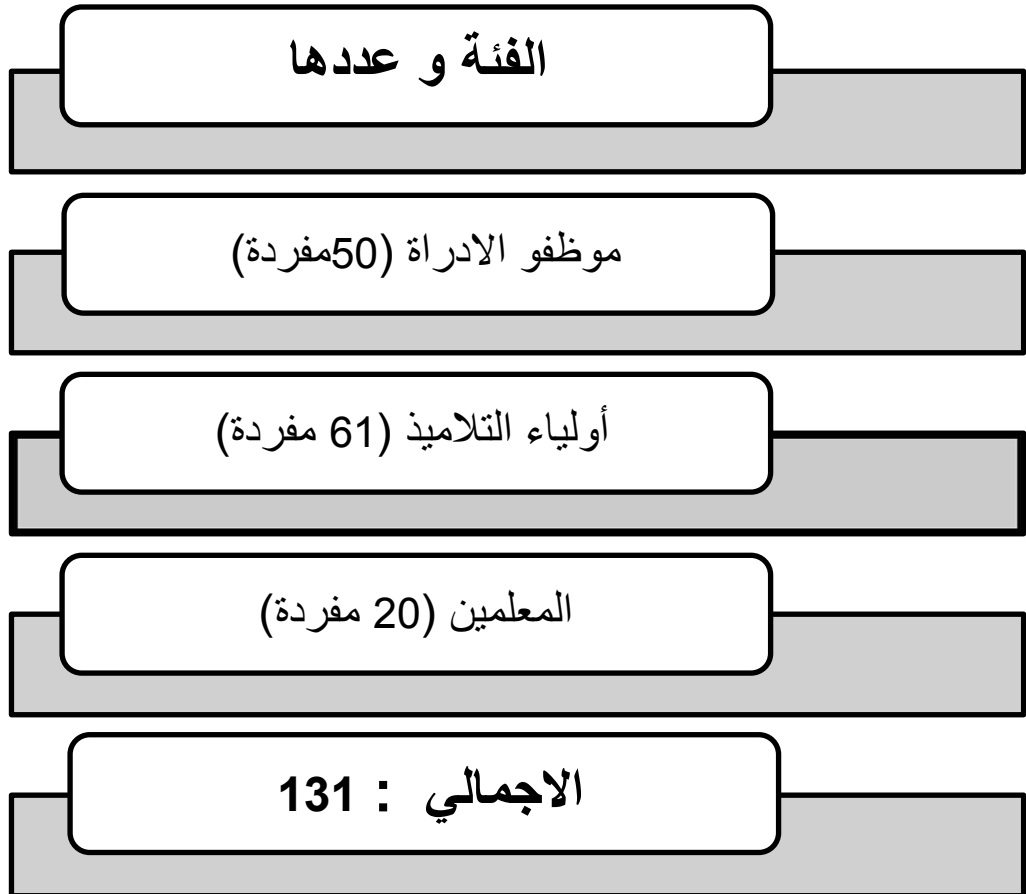 الفئة و عددها
موظفو الادراة (50مفردة)
أولياء التلاميذ (61 مفردة)
المعلمين (20 مفردة)
الاجمالي : 131